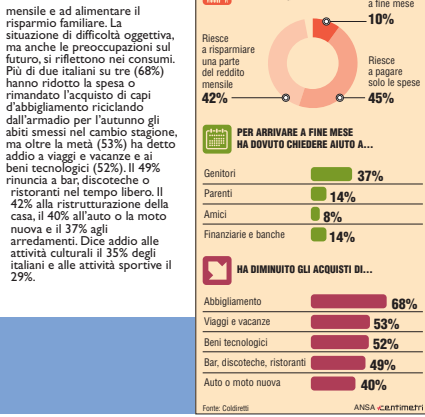 mensile e ad alimentare il
risparmio familiare. La
situazione di difficoltà oggettiva,
ma anche le preoccupazioni sul
futuro, si riflettono nei consumi.
Più di due italiani su tre (68%)
hanno ridotto la spesa o
rimandato l'acquisto di capi
d'abbigliamento riciclando
dall'armadio per l'autunno gli
abiti smessi nel cambio stagione,
ma oltre la metà (53%) ha detto
addio a viaggi e vacanze e ai
beni tecnologici (52%). Il 49%
rinuncia a bar, discoteche o
ristoranti nel tempo libero. Il
42% alla ristrutturazione della
casa, il 40% all'auto o la moto
nuova e il 37% agli
arredamenti. Dice addio alle
attività culturali il 35% degli
italiani e alle attività sportive il
29%.
a fine mese
10%
Riesce
a risparmiare
una parte
del reddito
mensile
42%
Riesce
a pagare
solo le spese
45%
PER ARRIVARE A FINE MESE
HA DOVUTO CHIEDERE AIUTO A...
Genitori 37%
Parenti 14%
Amici 8%
Finanziarie e banche 14%
HA DIMINUITO GLI ACQUISTI DI...
Abbigliamento 68%
Viaggi e vacanze 53%
Beni tecnologici 52%
Bar, discoteche, ristoranti 49%
Auto o moto nuova 40%
Fonte: Coldiretti
ANSA centimetri